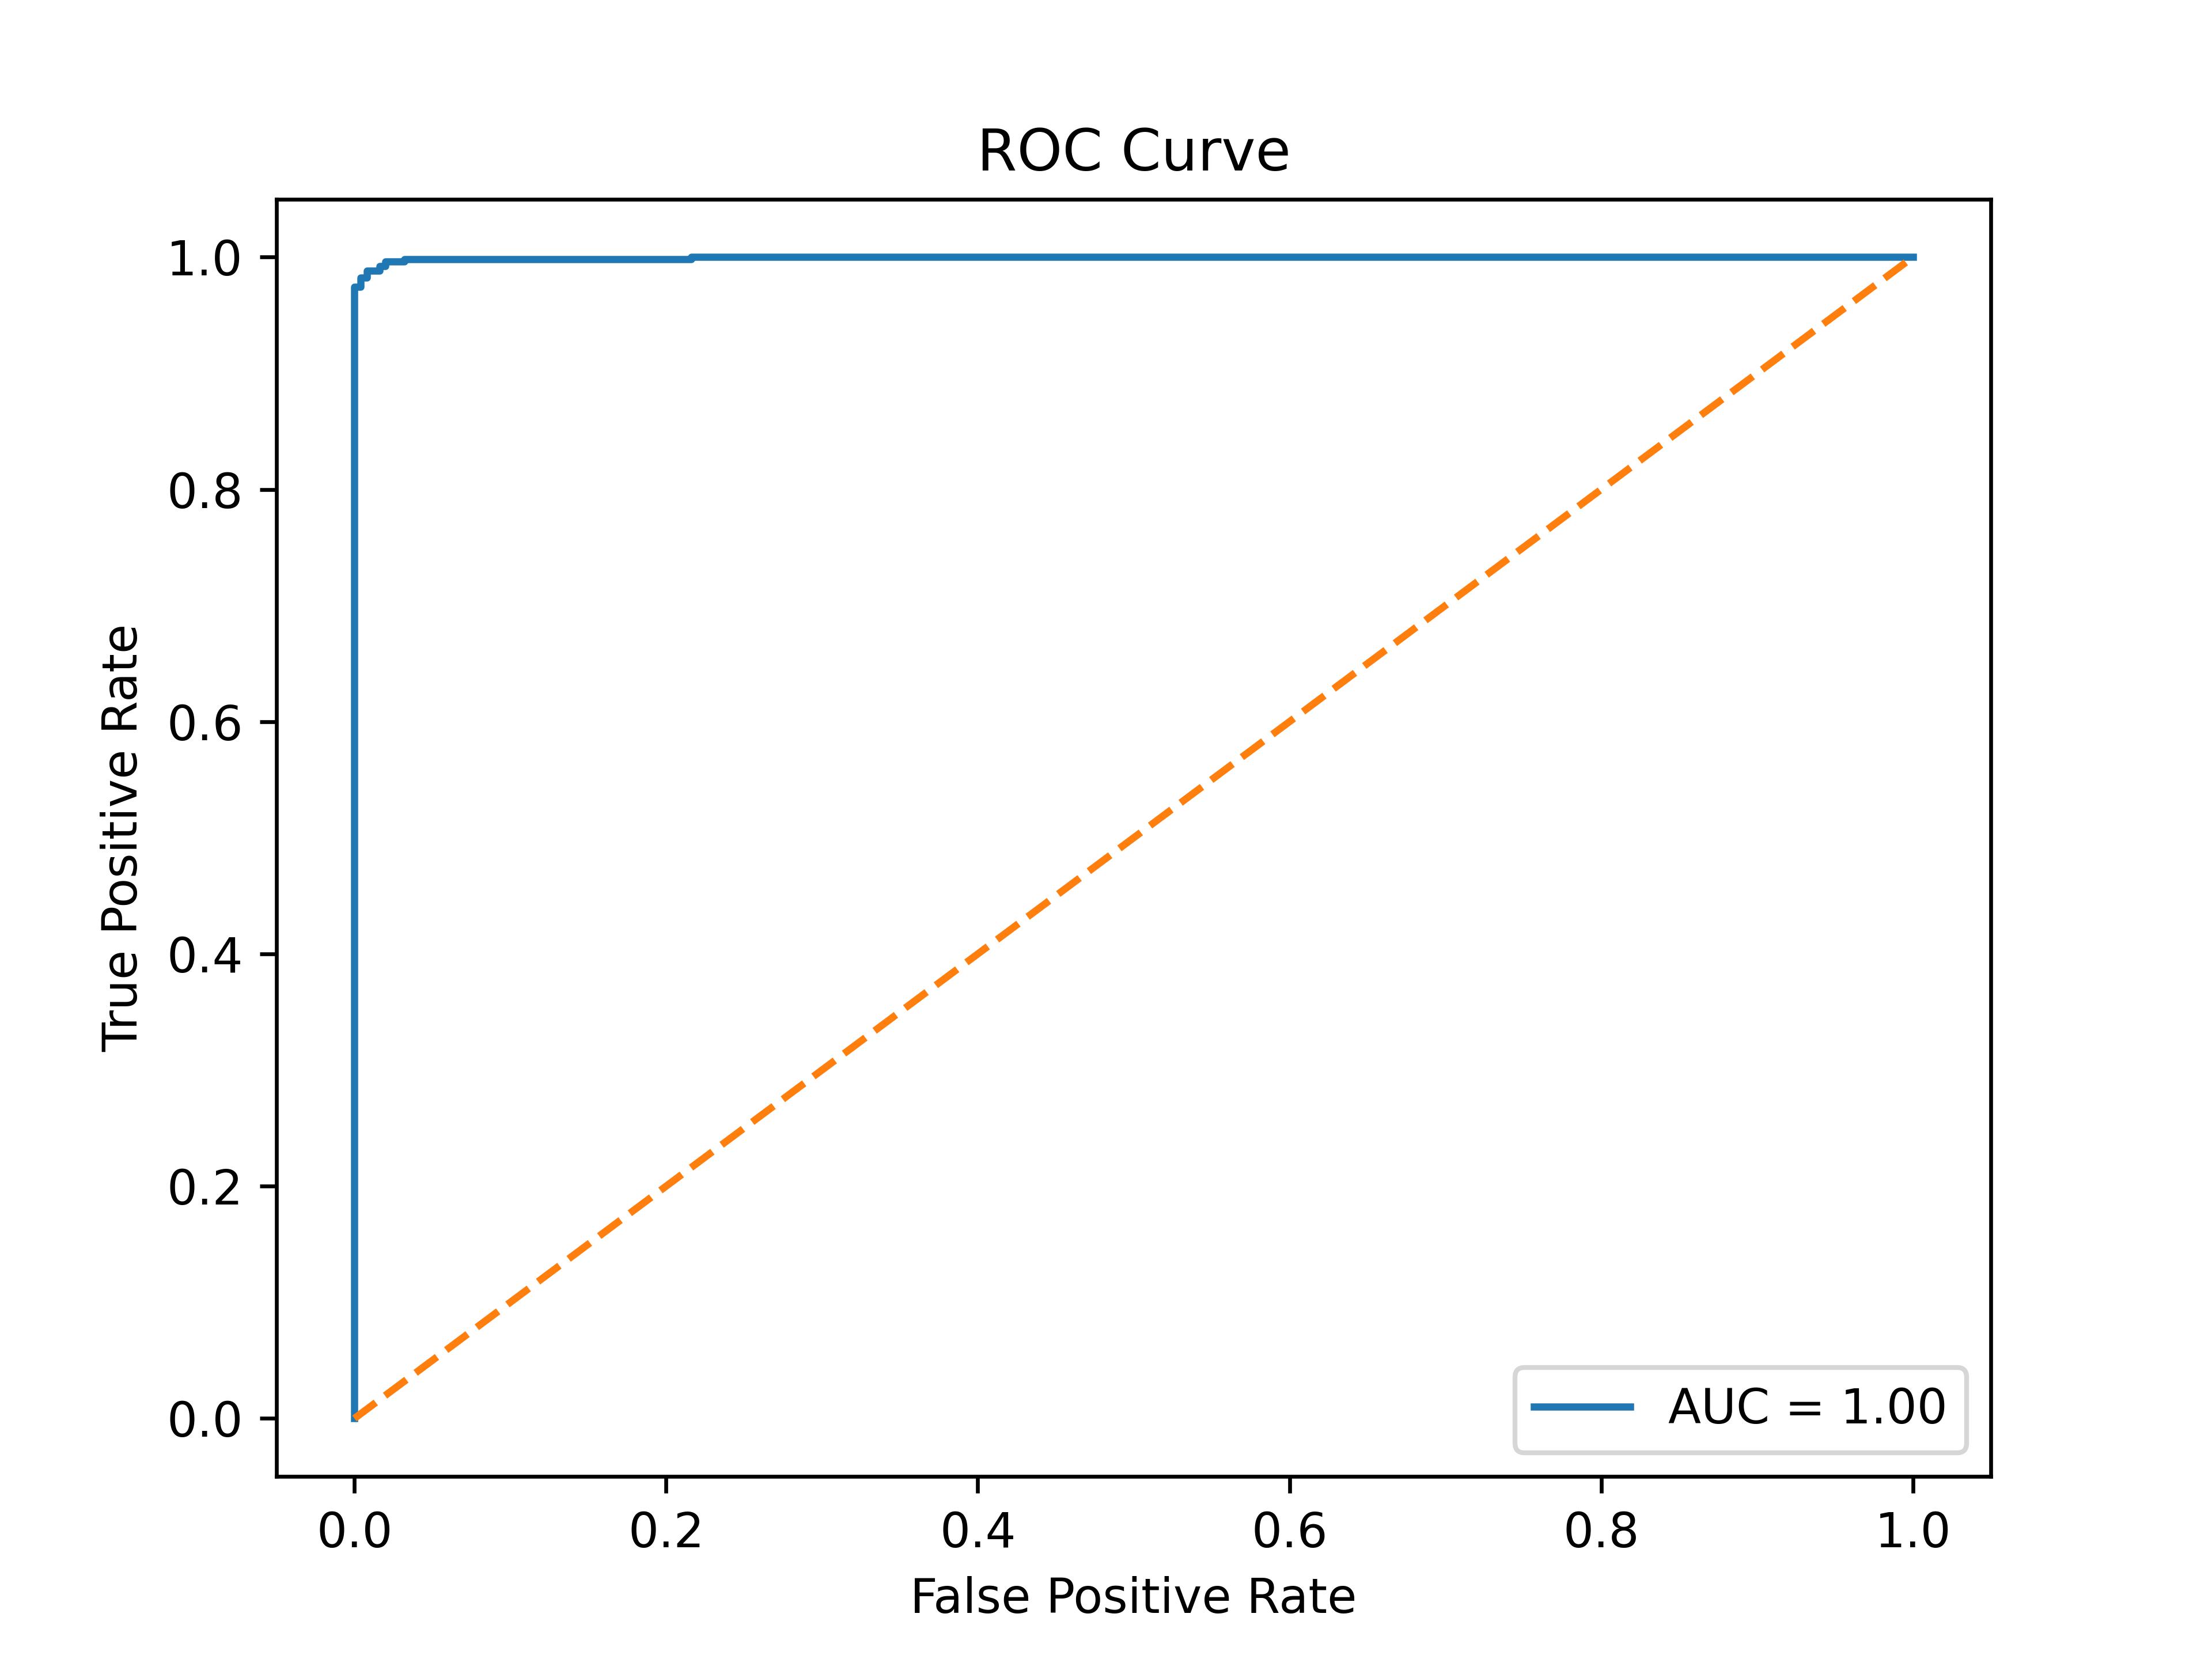 ROC Curve
True Positive Rate
1.0
0.8
0.6
0.4
0.2
0.0
AUC = 1.00
0.0 0.2 0.4 0.6 0.8 1.0
False Positive Rate